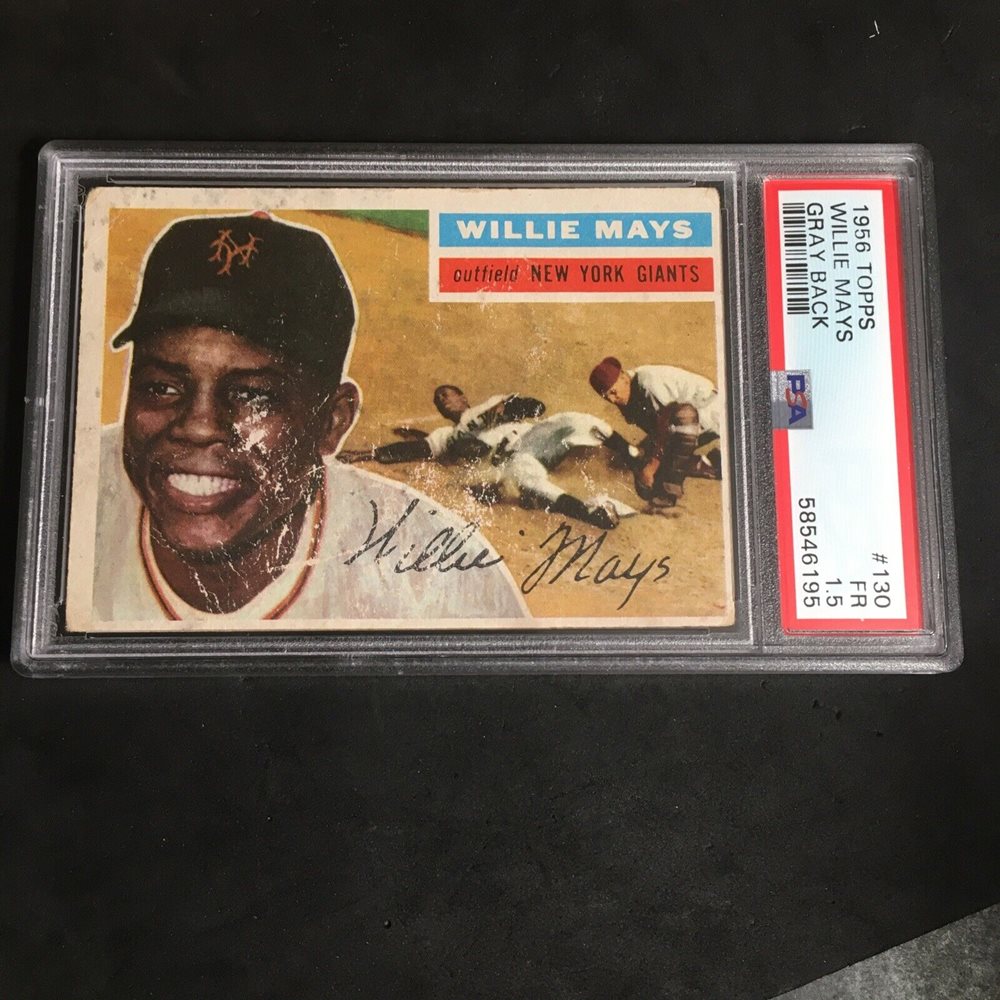 WILLIE MAYS
outfield NEW YORK GIANTS
NY
Willie Mays
1956 TOPPS #130
WILLIE MAYS FR
GRAY BACK 1.5
PSA 58546195